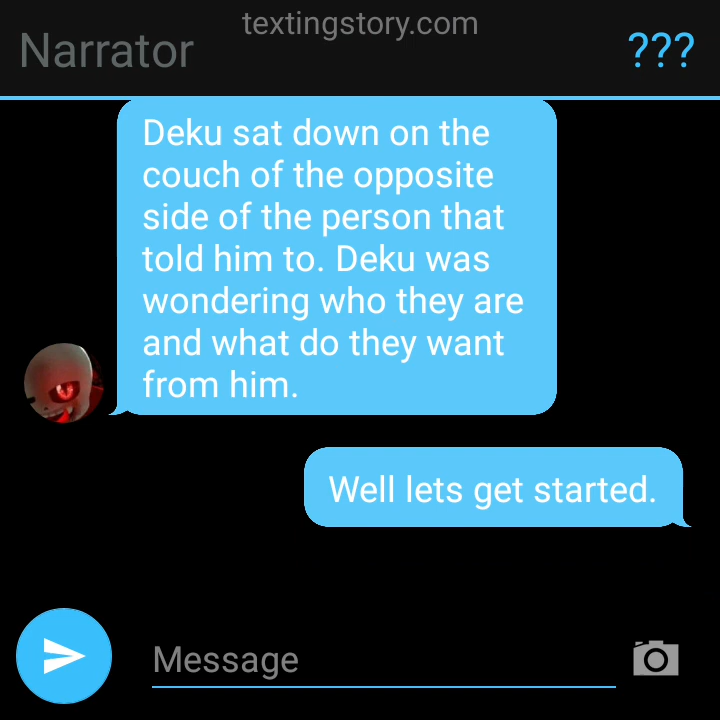 textingstory.com
Narrator
???
Deku sat down on the
couch of the opposite
side of the person that
told him to. Deku was
wondering who they are
and what do they want
from him.
Well lets get started.
Message